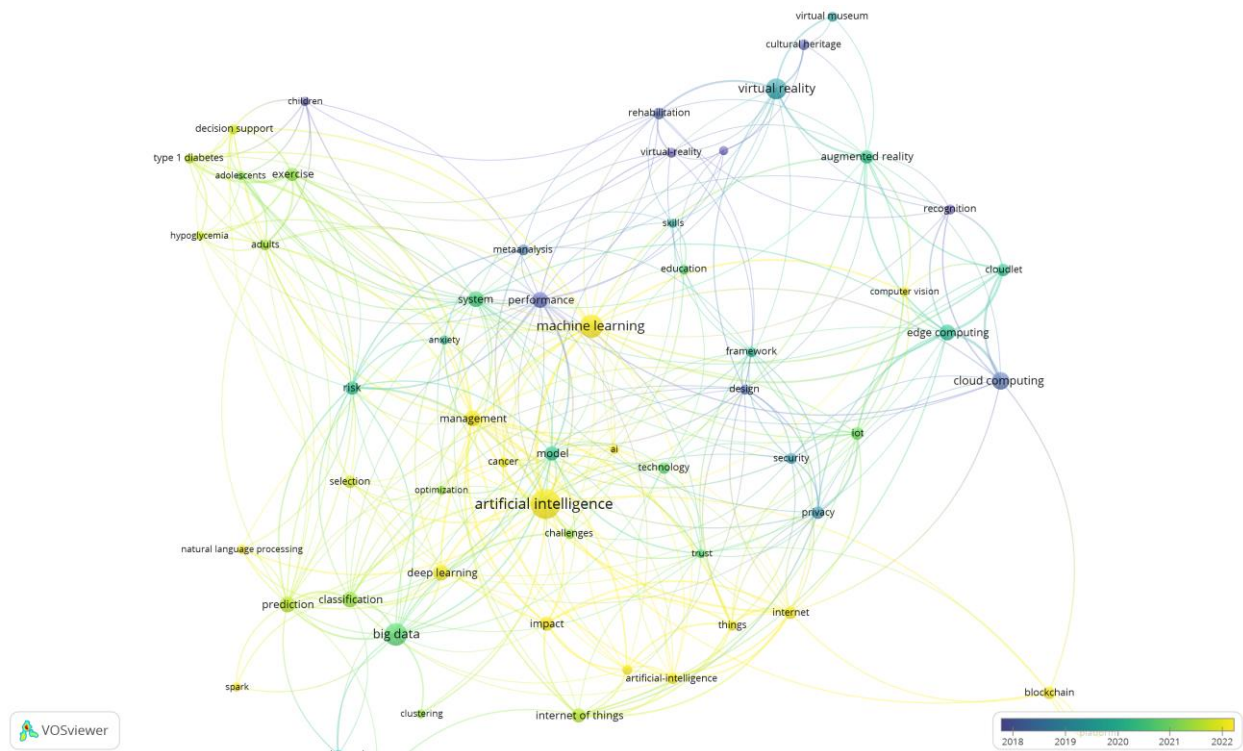 virtual museum
cultural heritage
virtual reality
children
rehabilitation
decision support
virtual-reality
type 1 diabetes
augmented reality
adolescents
exercise
recognition
skills
hypoglycemia
adults
metaanalysis
education
cloudlet
computer vision
system
performance
machine learning
edge computing
anxiety
framework
cloud computing
risk
design
management
iot
ai
model
security
cancer
technology
selection
optimization
artificial intelligence
privacy
challenges
natural language processing
trust
deep learning
prediction
classification
internet
impact
things
big data
artificial-intelligence
spark
blockchain
clustering
internet of things
VOSviewer
2018 2019 2020 2021 2022